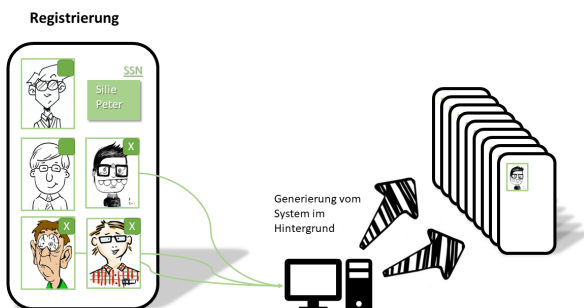 Registrierung
SSN
Silie
Peter
X
X
X
Generierung vom
System im
Hintergrund